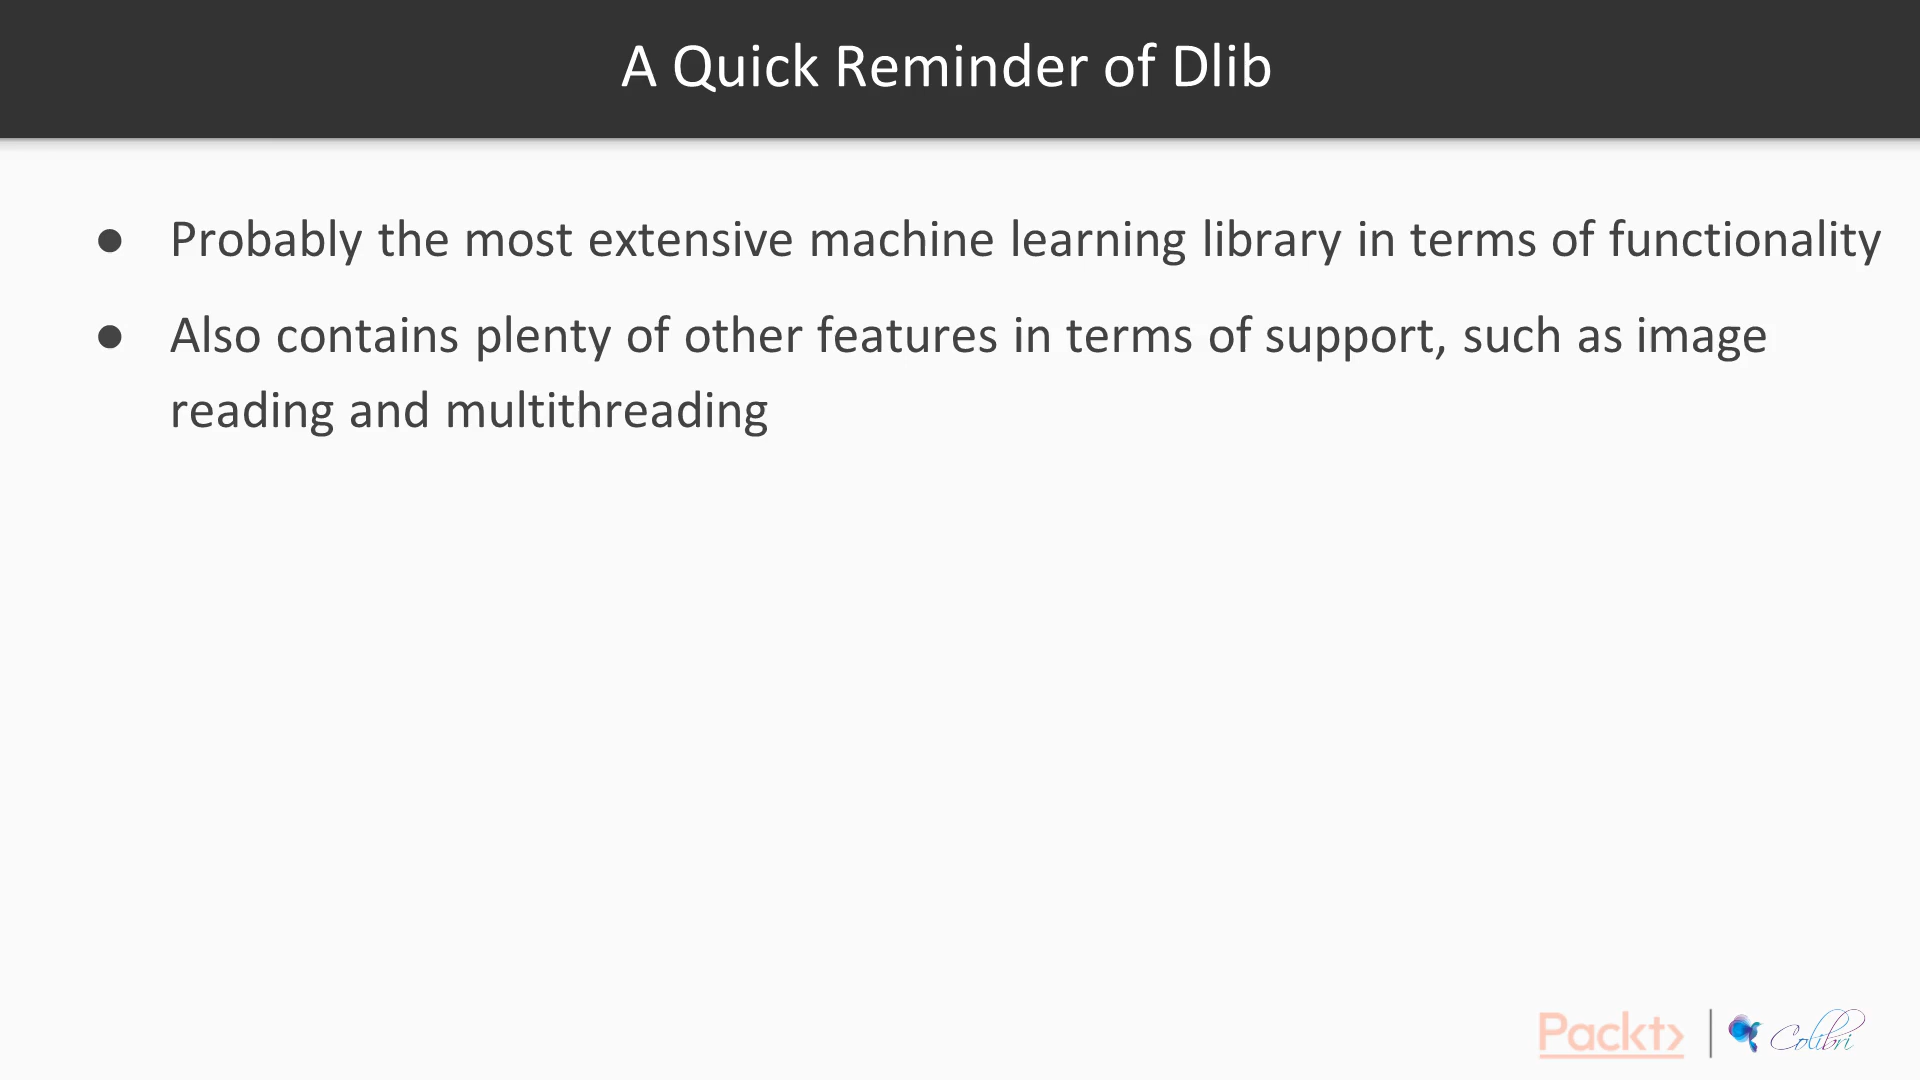 A Quick Reminder of Dlib
● Probably the most extensive machine learning library in terms of functionality
● Also contains plenty of other features in terms of support, such as image
reading and multithreading
Packt> | Colibri